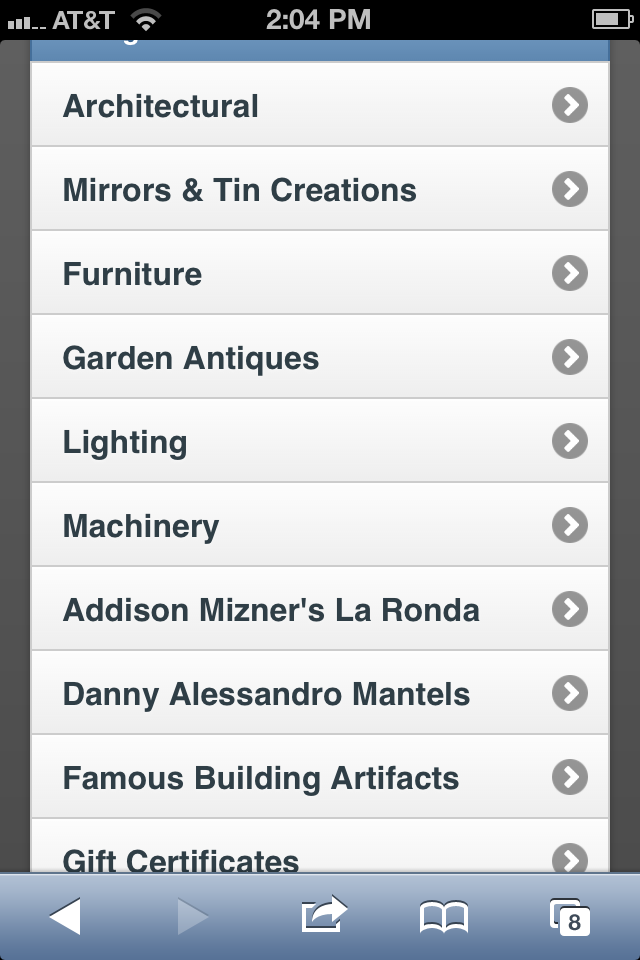 AT&T 2:04 PM
Architectural
Mirrors & Tin Creations
Furniture
Garden Antiques
Lighting
Machinery
Addison Mizner's La Ronda
Danny Alessandro Mantels
Famous Building Artifacts
Gift Certificates
8